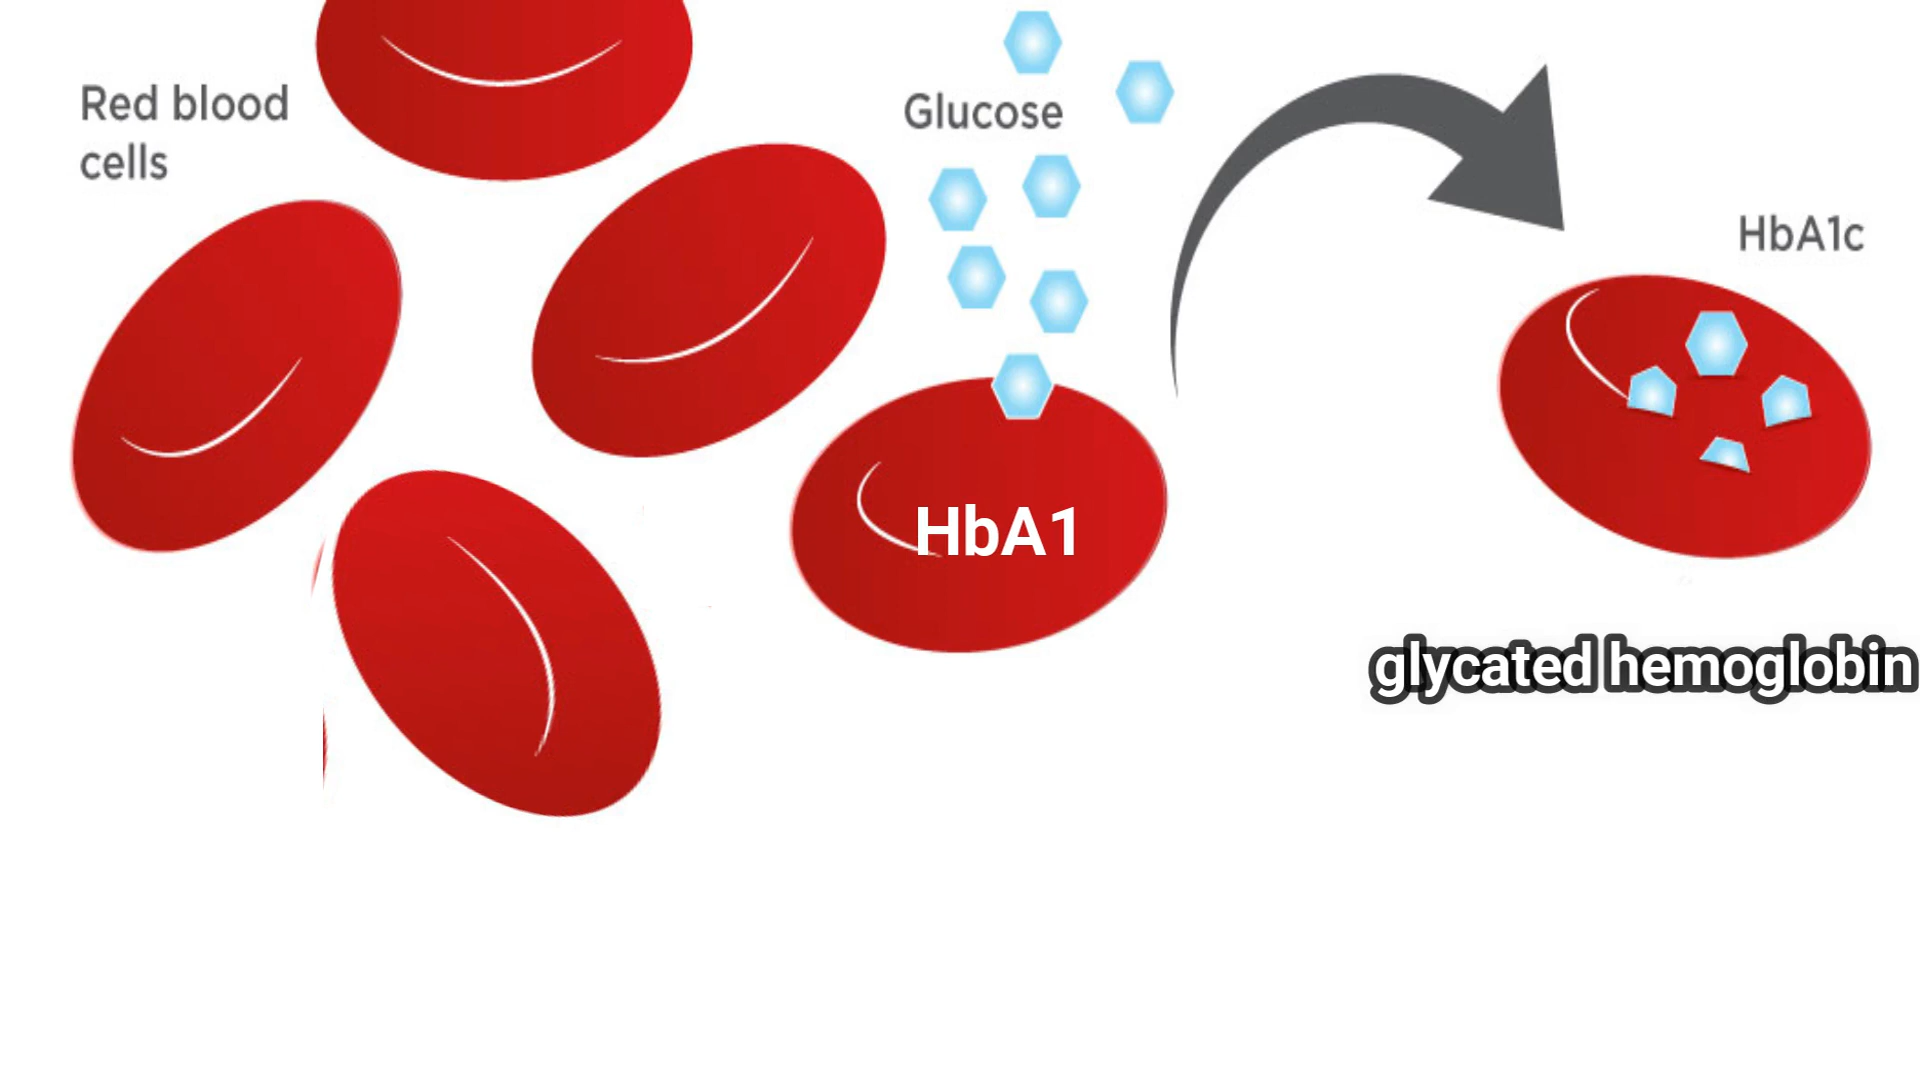 Red blood
cells
Glucose
HbA1c
HbA1
glycated hemoglobin